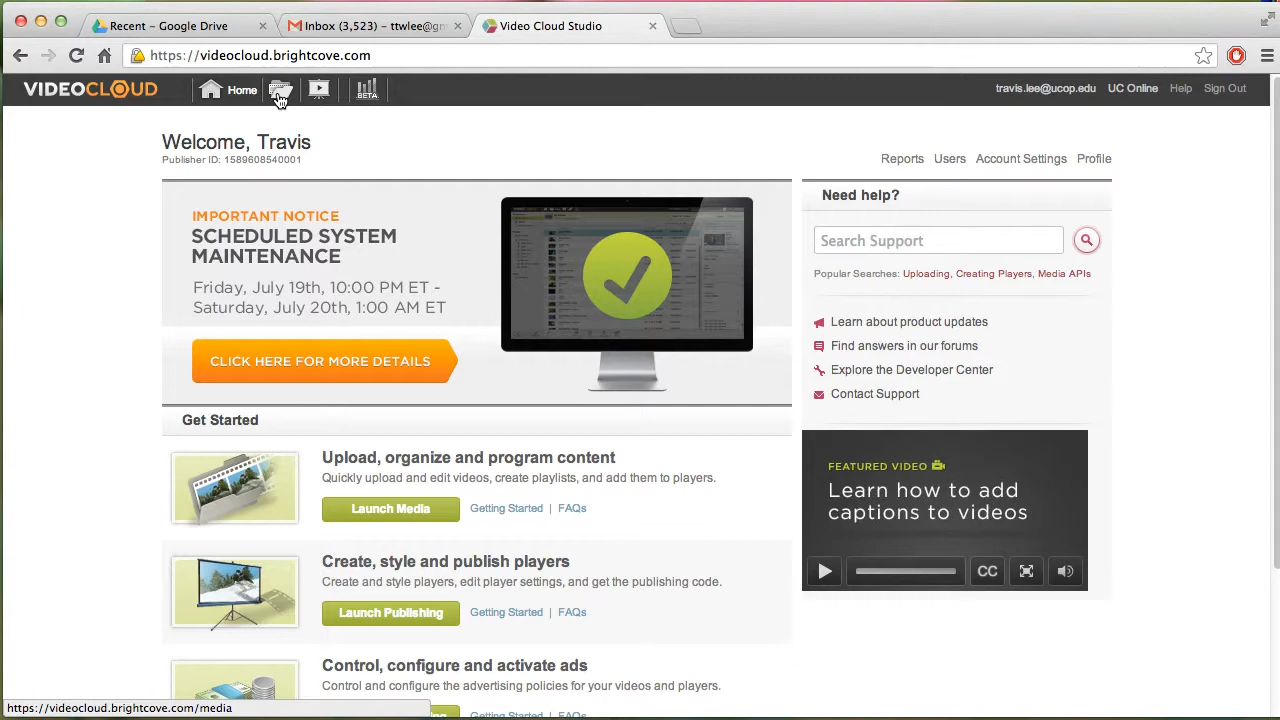 Recent – Google Drive
Inbox (3,523) – ttwlee@gm
Video Cloud Studio
https://videocloud.brightcove.com
VIDEOCLOUD
Home
BETA
travis.lee@ucop.edu
UC Online
Help
Sign Out
Welcome, Travis
Publisher ID: 1589608540001
Reports
Users
Account Settings
Profile
IMPORTANT NOTICE
SCHEDULED SYSTEM
MAINTENANCE
Friday, July 19th, 10:00 PM ET -
Saturday, July 20th, 1:00 AM ET
CLICK HERE FOR MORE DETAILS
Need help?
Search Support
Popular Searches: Uploading, Creating Players, Media APIs
Learn about product updates
Find answers in our forums
Explore the Developer Center
Contact Support
FEATURED VIDEO
Learn how to add
captions to videos
CC
Get Started
Upload, organize and program content
Quickly upload and edit videos, create playlists, and add them to players.
Launch Media
Getting Started | FAQs
Create, style and publish players
Create and style players, edit player settings, and get the publishing code.
Launch Publishing
Getting Started | FAQs
Control, configure and activate ads
Control and configure the advertising policies for your videos and players.
Getting Started | FAQs
https://videocloud.brightcove.com/media